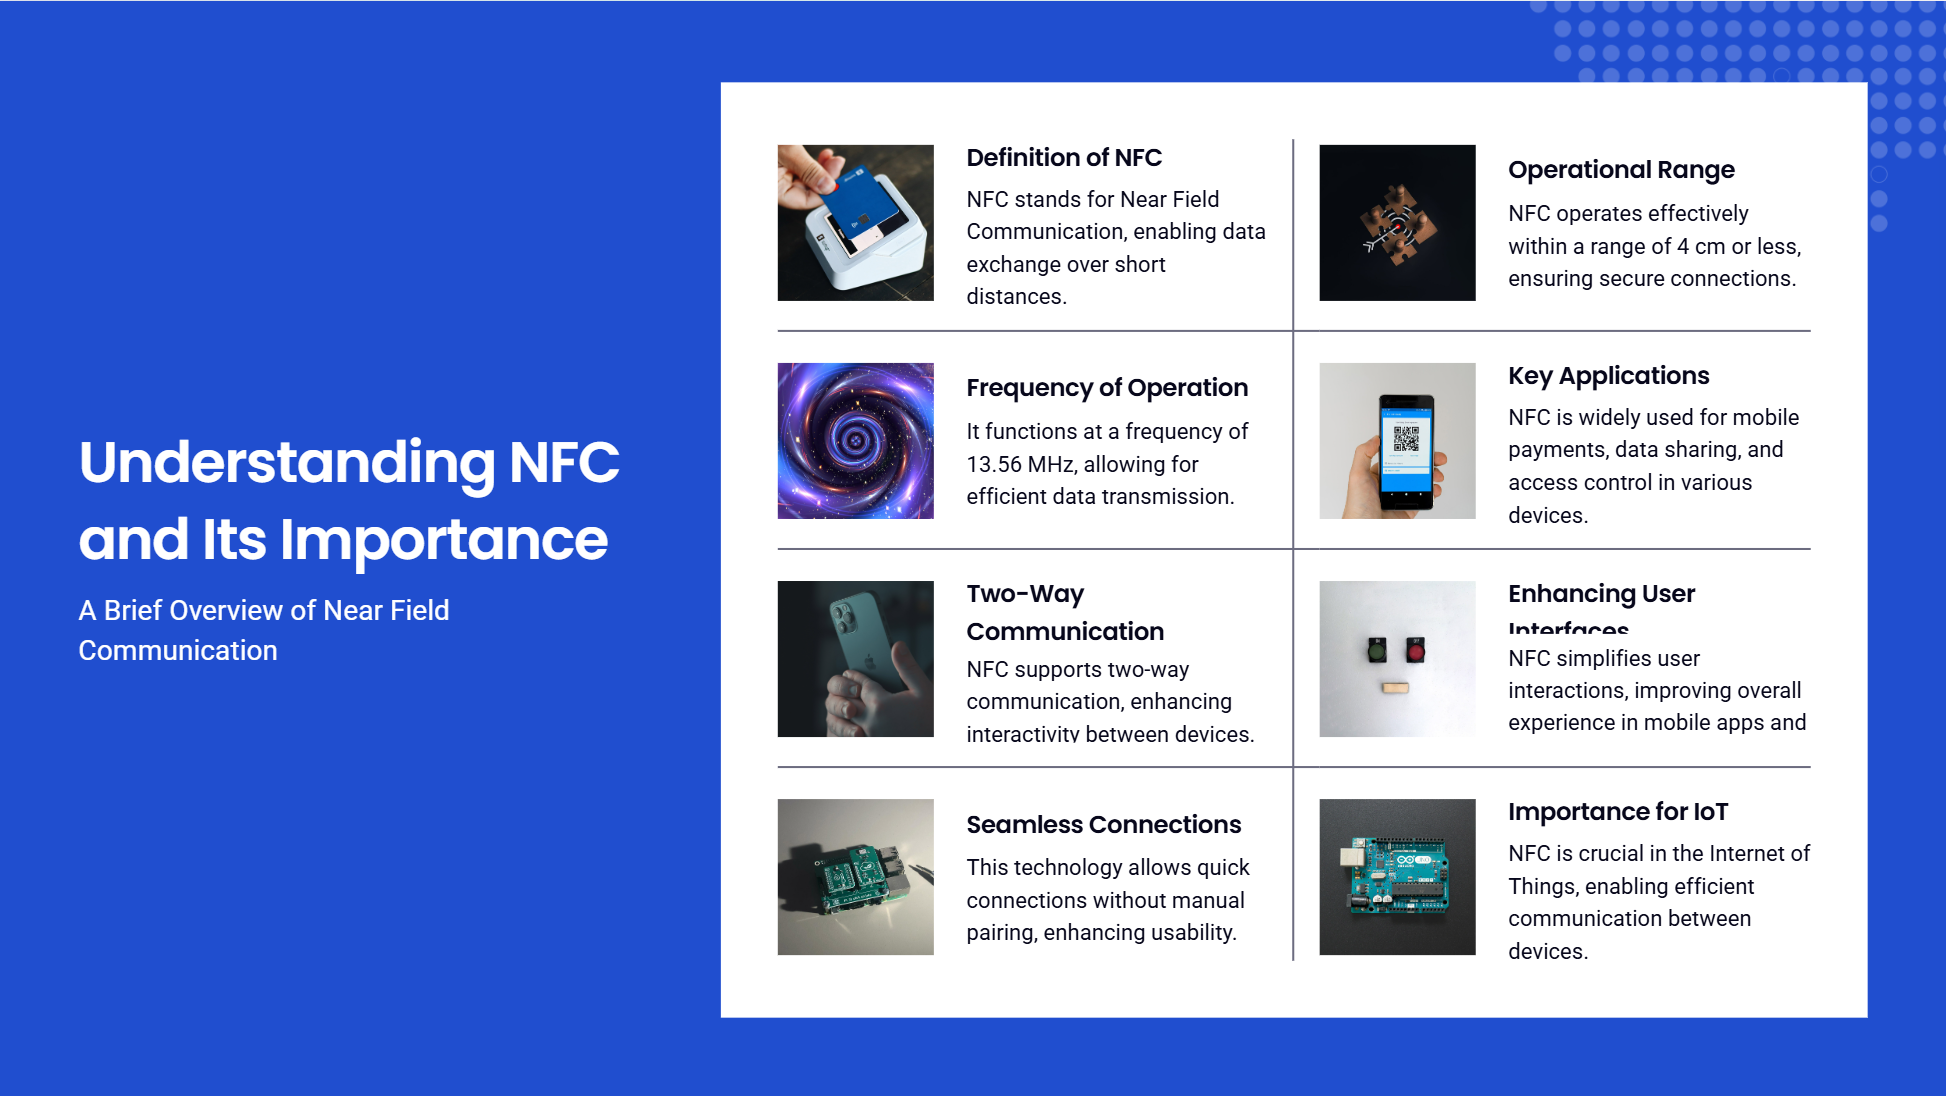 Understanding NFC
and Its Importance
A Brief Overview of Near Field
Communication
Definition of NFC
NFC stands for Near Field
Communication, enabling data
exchange over short
distances.
Operational Range
NFC operates effectively
within a range of 4 cm or less,
ensuring secure connections.
Frequency of Operation
It functions at a frequency of
13.56 MHz, allowing for
efficient data transmission.
Key Applications
NFC is widely used for mobile
payments, data sharing, and
access control in various
devices.
Two-Way
Communication
NFC supports two-way
communication, enhancing
interactivity between devices.
Enhancing User
Interfaces
NFC simplifies user
interactions, improving overall
experience in mobile apps and
Seamless Connections
This technology allows quick
connections without manual
pairing, enhancing usability.
Importance for IoT
NFC is crucial in the Internet of
Things, enabling efficient
communication between
devices.